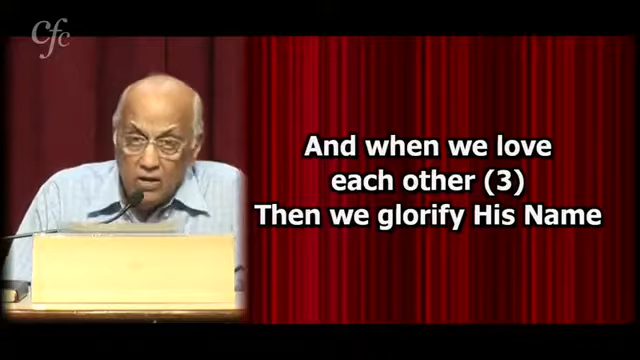 cfc
And when we love
each other (3)
Then we glorify His Name